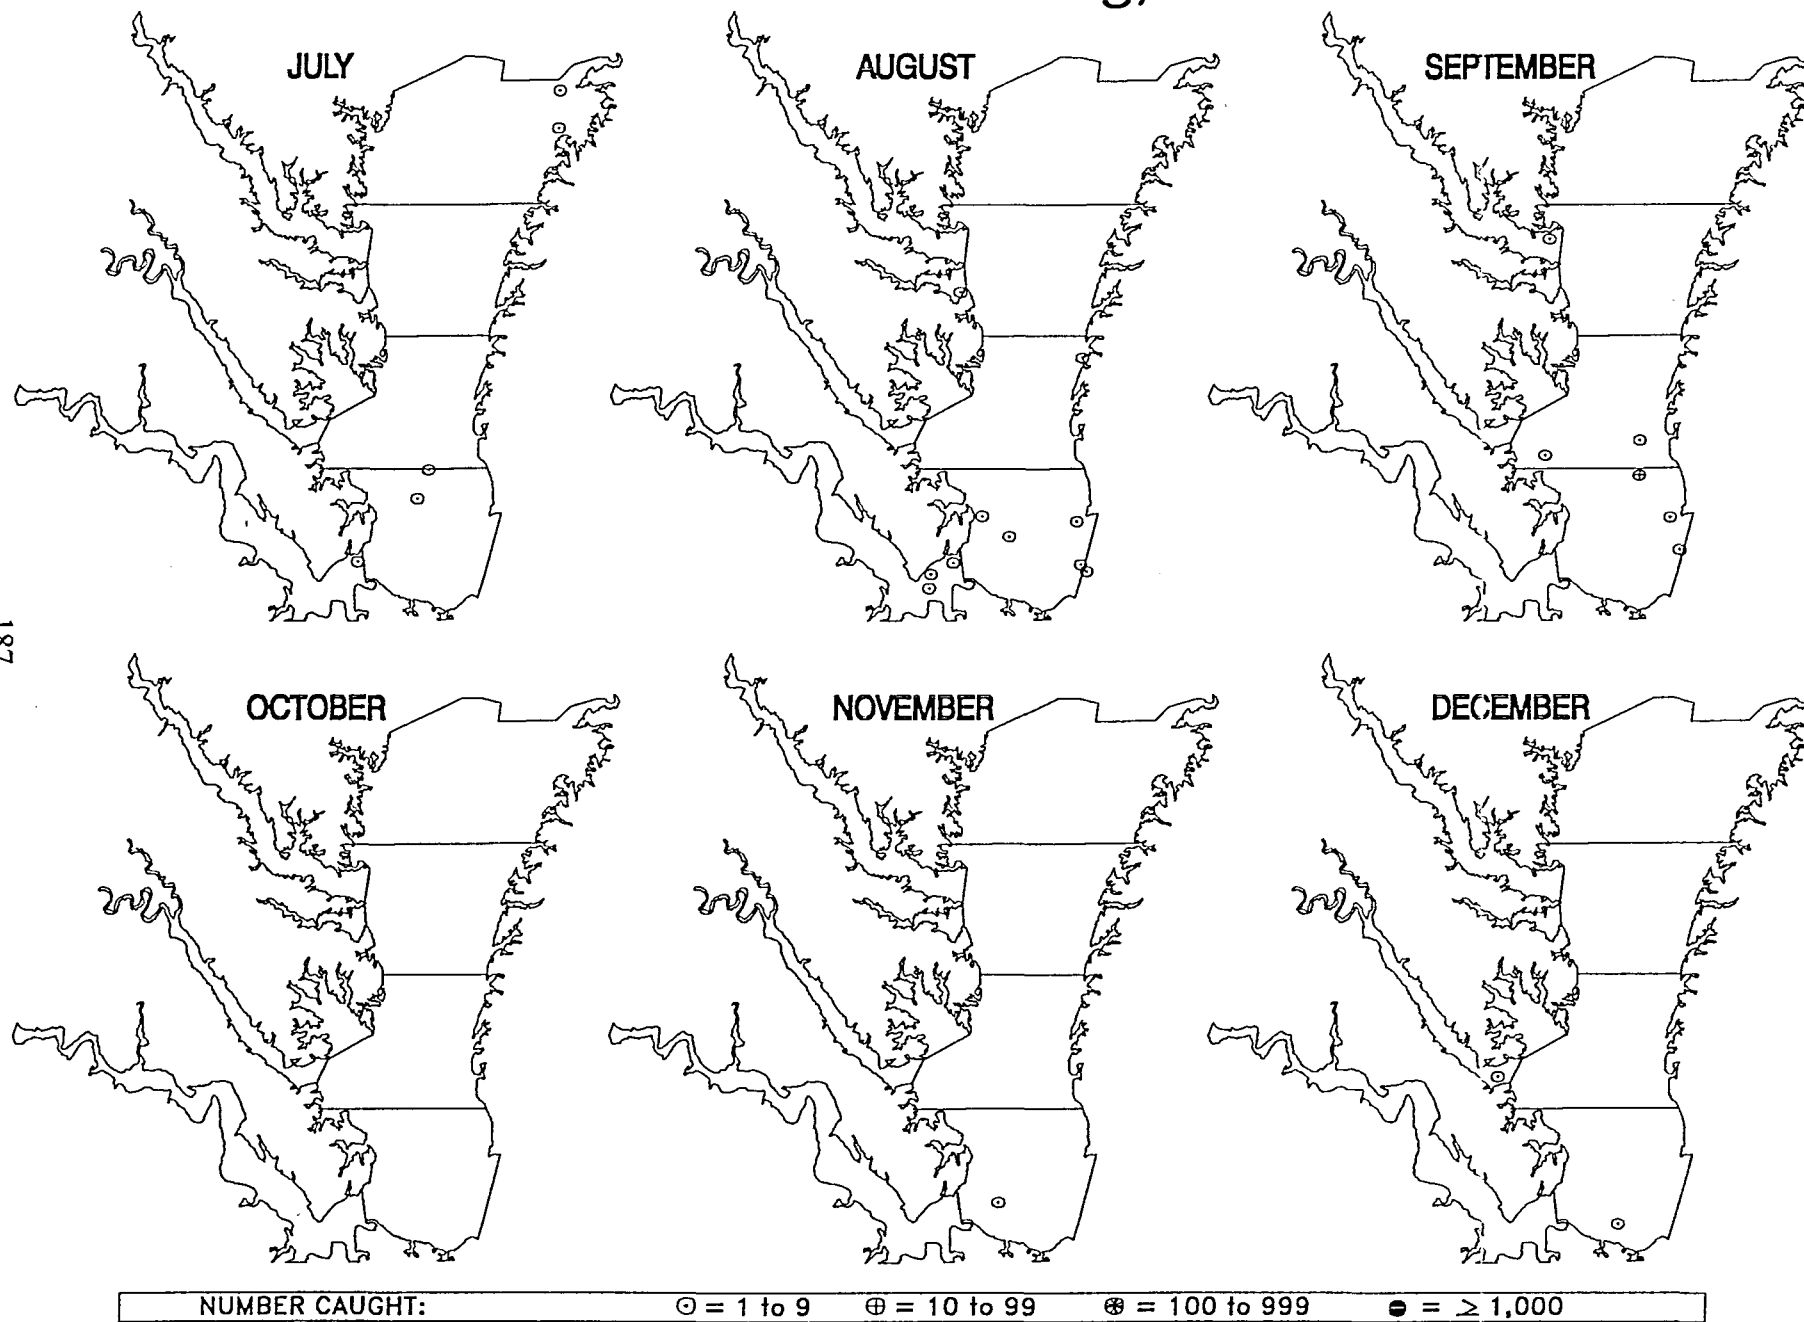 JULY AUGUST SEPTEMBER
187
OCTOBER NOVEMBER DECEMBER
NUMBER CAUGHT: ⊙ = 1 to 9 ⊕ = 10 to 99 ⊛ = 100 to 999 ● = ≥ 1,000